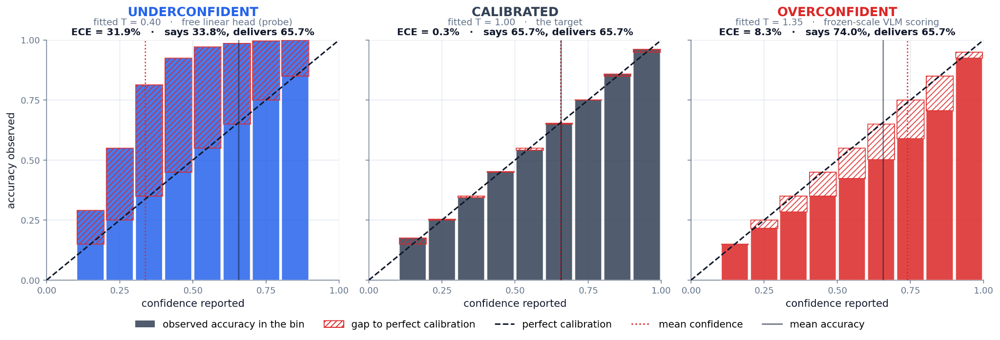 UNDERCONFIDENT
fitted T = 0.40   ·   free linear head (probe)
ECE = 31.9%   ·   says 33.8%, delivers 65.7%
CALIBRATED
fitted T = 1.00   ·   the target
ECE = 0.3%   ·   says 65.7%, delivers 65.7%
OVERCONFIDENT
fitted T = 1.35   ·   frozen-scale VLM scoring
ECE = 8.3%   ·   says 74.0%, delivers 65.7%
accuracy observed
1.00
0.75
0.50
0.25
0.00
0.00 0.25 0.50 0.75 1.00
confidence reported
0.00 0.25 0.50 0.75 1.00
confidence reported
0.00 0.25 0.50 0.75 1.00
confidence reported
observed accuracy in the bin
gap to perfect calibration
perfect calibration
mean confidence
mean accuracy